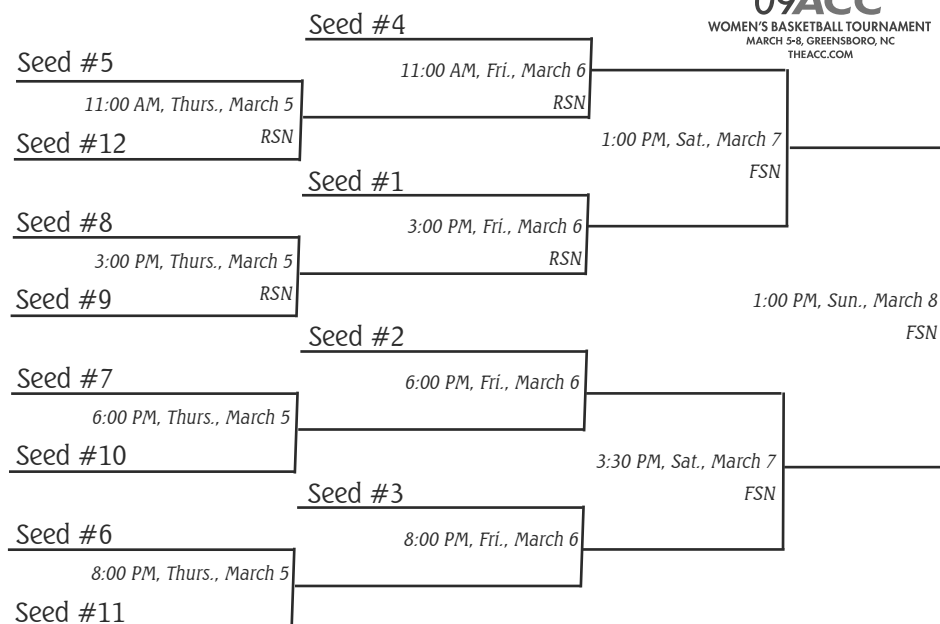 09 ACC
WOMEN'S BASKETBALL TOURNAMENT
MARCH 5-8, GREENSBORO, NC
THEACC.COM
Seed #4
Seed #5
11:00 AM, Fri., March 6
RSN
11:00 AM, Thurs., March 5
RSN
Seed #12
1:00 PM, Sat., March 7
FSN
Seed #1
Seed #8
3:00 PM, Fri., March 6
RSN
3:00 PM, Thurs., March 5
RSN
Seed #9
1:00 PM, Sun., March 8
FSN
Seed #2
Seed #7
6:00 PM, Fri., March 6
6:00 PM, Thurs., March 5
Seed #10
3:30 PM, Sat., March 7
FSN
Seed #3
Seed #6
8:00 PM, Fri., March 6
8:00 PM, Thurs., March 5
Seed #11